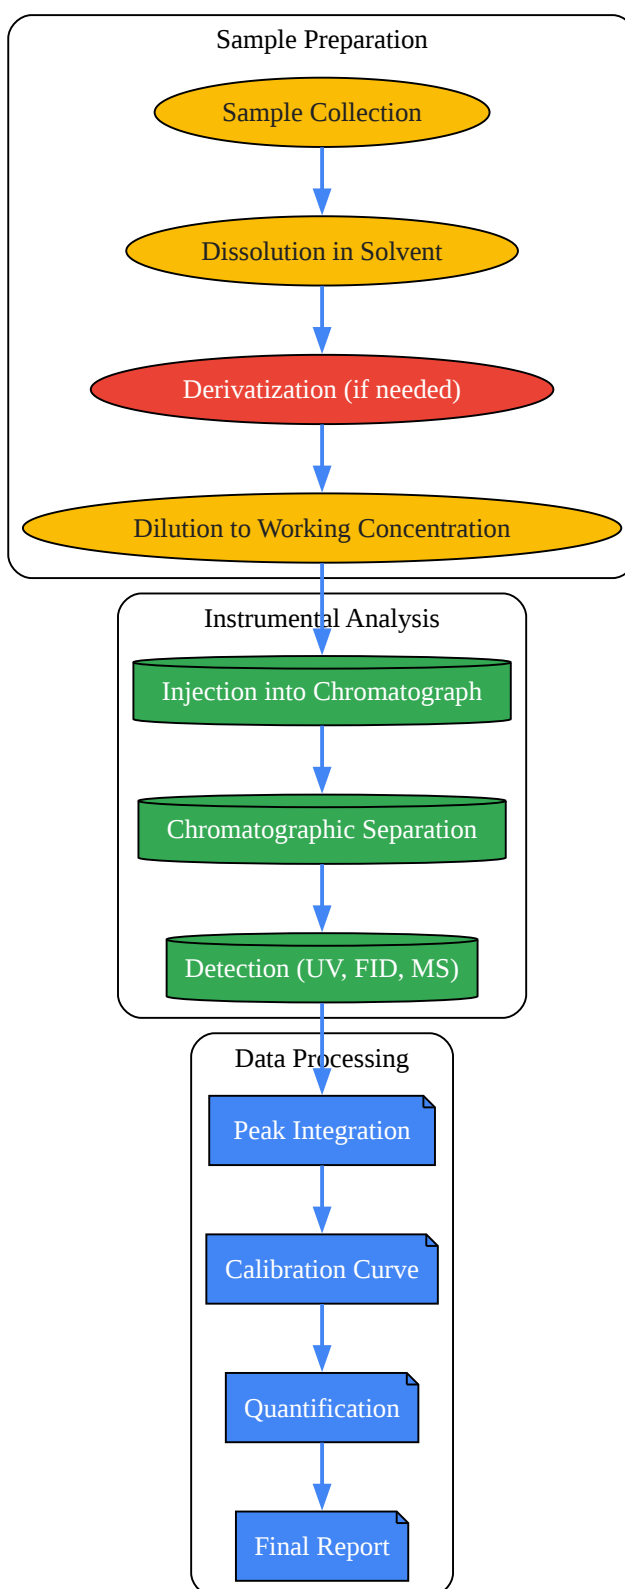 Sample Preparation
Sample Collection
Dissolution in Solvent
Derivatization (if needed)
Dilution to Working Concentration
Instrumental Analysis
Injection into Chromatograph
Chromatographic Separation
Detection (UV, FID, MS)
Data Processing
Peak Integration
Calibration Curve
Quantification
Final Report